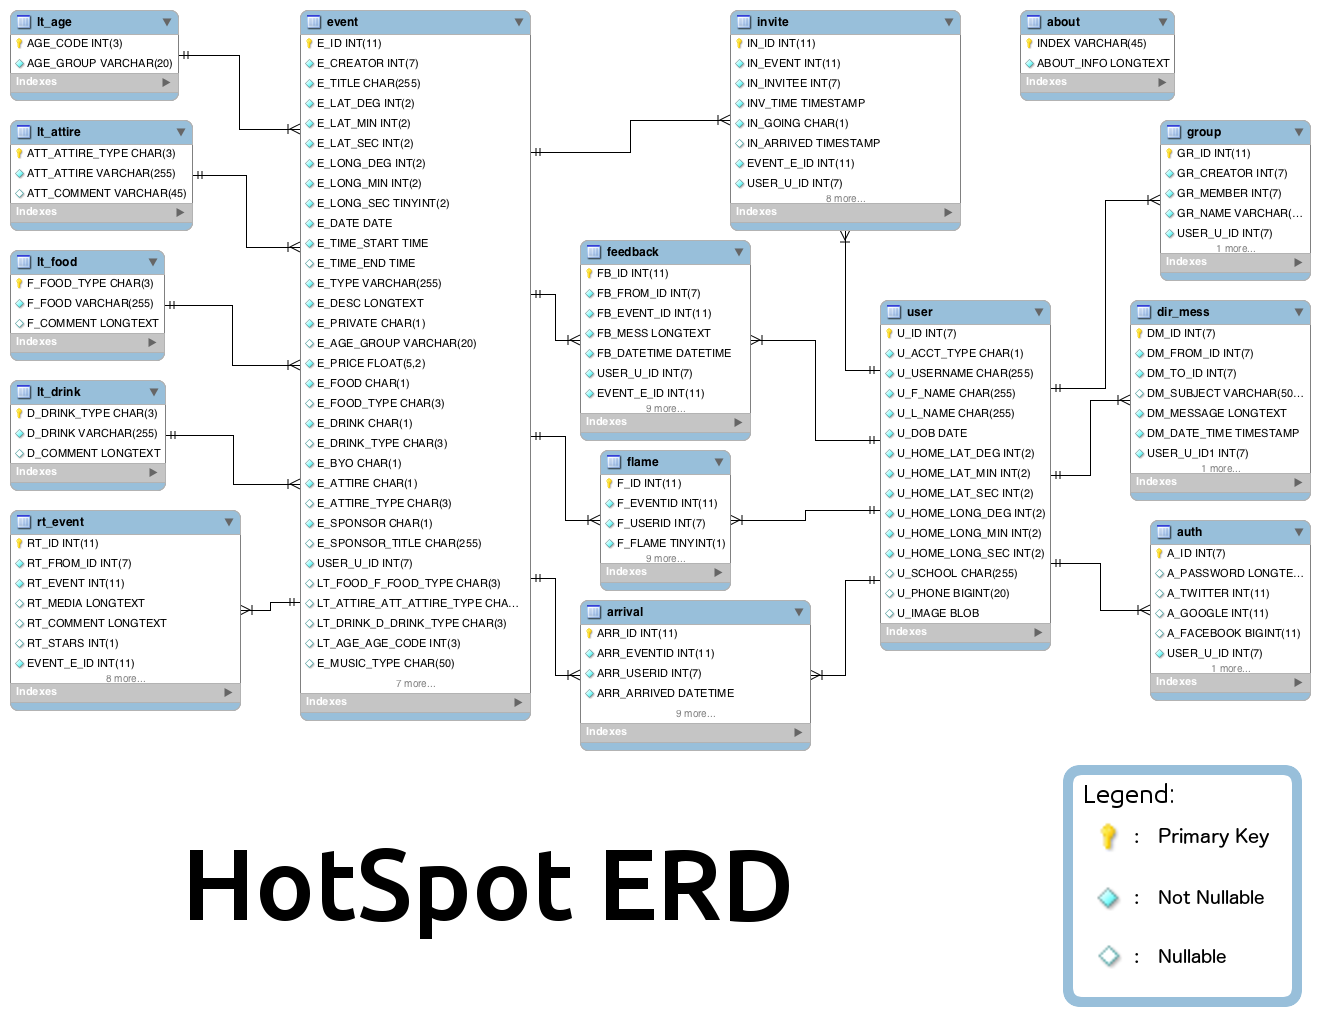 lt_age
AGE_CODE INT(3)
AGE_GROUP VARCHAR(20)
Indexes
lt_attire
ATT_ATTIRE_TYPE CHAR(3)
ATT_ATTIRE VARCHAR(255)
ATT_COMMENT VARCHAR(45)
Indexes
lt_food
F_FOOD_TYPE CHAR(3)
F_FOOD VARCHAR(255)
F_COMMENT LONGTEXT
Indexes
lt_drink
D_DRINK_TYPE CHAR(3)
D_DRINK VARCHAR(255)
D_COMMENT LONGTEXT
Indexes
rt_event
RT_ID INT(11)
RT_FROM_ID INT(7)
RT_EVENT INT(11)
RT_MEDIA LONGTEXT
RT_COMMENT LONGTEXT
RT_STARS INT(1)
EVENT_E_ID INT(11)
8 more...
Indexes
event
E_ID INT(11)
E_CREATOR INT(7)
E_TITLE CHAR(255)
E_LAT_DEG INT(2)
E_LAT_MIN INT(2)
E_LAT_SEC INT(2)
E_LONG_DEG INT(2)
E_LONG_MIN INT(2)
E_LONG_SEC TINYINT(2)
E_DATE DATE
E_TIME_START TIME
E_TIME_END TIME
E_TYPE VARCHAR(255)
E_DESC LONGTEXT
E_PRIVATE CHAR(1)
E_AGE_GROUP VARCHAR(20)
E_PRICE FLOAT(5,2)
E_FOOD CHAR(1)
E_FOOD_TYPE CHAR(3)
E_DRINK CHAR(1)
E_DRINK_TYPE CHAR(3)
E_BYO CHAR(1)
E_ATTIRE CHAR(1)
E_ATTIRE_TYPE CHAR(3)
E_SPONSOR CHAR(1)
E_SPONSOR_TITLE CHAR(255)
USER_U_ID INT(7)
LT_FOOD_F_FOOD_TYPE CHAR(3)
LT_ATTIRE_ATT_ATTIRE_TYPE CHA...
LT_DRINK_D_DRINK_TYPE CHAR(3)
LT_AGE_AGE_CODE INT(3)
E_MUSIC_TYPE CHAR(50)
7 more...
Indexes
invite
IN_ID INT(11)
IN_EVENT INT(11)
IN_INVITEE INT(7)
INV_TIME TIMESTAMP
IN_GOING CHAR(1)
IN_ARRIVED TIMESTAMP
EVENT_E_ID INT(11)
USER_U_ID INT(7)
8 more...
Indexes
feedback
FB_ID INT(11)
FB_FROM_ID INT(7)
FB_EVENT_ID INT(11)
FB_MESS LONGTEXT
FB_DATETIME DATETIME
USER_U_ID INT(7)
EVENT_E_ID INT(11)
9 more...
Indexes
flame
F_ID INT(11)
F_EVENTID INT(11)
F_USERID INT(7)
F_FLAME TINYINT(1)
9 more...
Indexes
arrival
ARR_ID INT(11)
ARR_EVENTID INT(11)
ARR_USERID INT(7)
ARR_ARRIVED DATETIME
9 more...
Indexes
user
U_ID INT(7)
U_ACCT_TYPE CHAR(1)
U_USERNAME CHAR(255)
U_F_NAME CHAR(255)
U_L_NAME CHAR(255)
U_DOB DATE
U_HOME_LAT_DEG INT(2)
U_HOME_LAT_MIN INT(2)
U_HOME_LAT_SEC INT(2)
U_HOME_LONG_DEG INT(2)
U_HOME_LONG_MIN INT(2)
U_HOME_LONG_SEC INT(2)
U_SCHOOL CHAR(255)
U_PHONE BIGINT(20)
U_IMAGE BLOB
Indexes
about
INDEX VARCHAR(45)
ABOUT_INFO LONGTEXT
Indexes
group
GR_ID INT(11)
GR_CREATOR INT(7)
GR_MEMBER INT(7)
GR_NAME VARCHAR(...
USER_U_ID INT(7)
1 more...
Indexes
dir_mess
DM_ID INT(7)
DM_FROM_ID INT(7)
DM_TO_ID INT(7)
DM_SUBJECT VARCHAR(50...
DM_MESSAGE LONGTEXT
DM_DATE_TIME TIMESTAMP
USER_U_ID1 INT(7)
1 more...
Indexes
auth
A_ID INT(7)
A_PASSWORD LONGTE...
A_TWITTER INT(11)
A_GOOGLE INT(11)
A_FACEBOOK BIGINT(11)
USER_U_ID INT(7)
1 more...
Indexes
HotSpot ERD
Legend:
: Primary Key
: Not Nullable
: Nullable